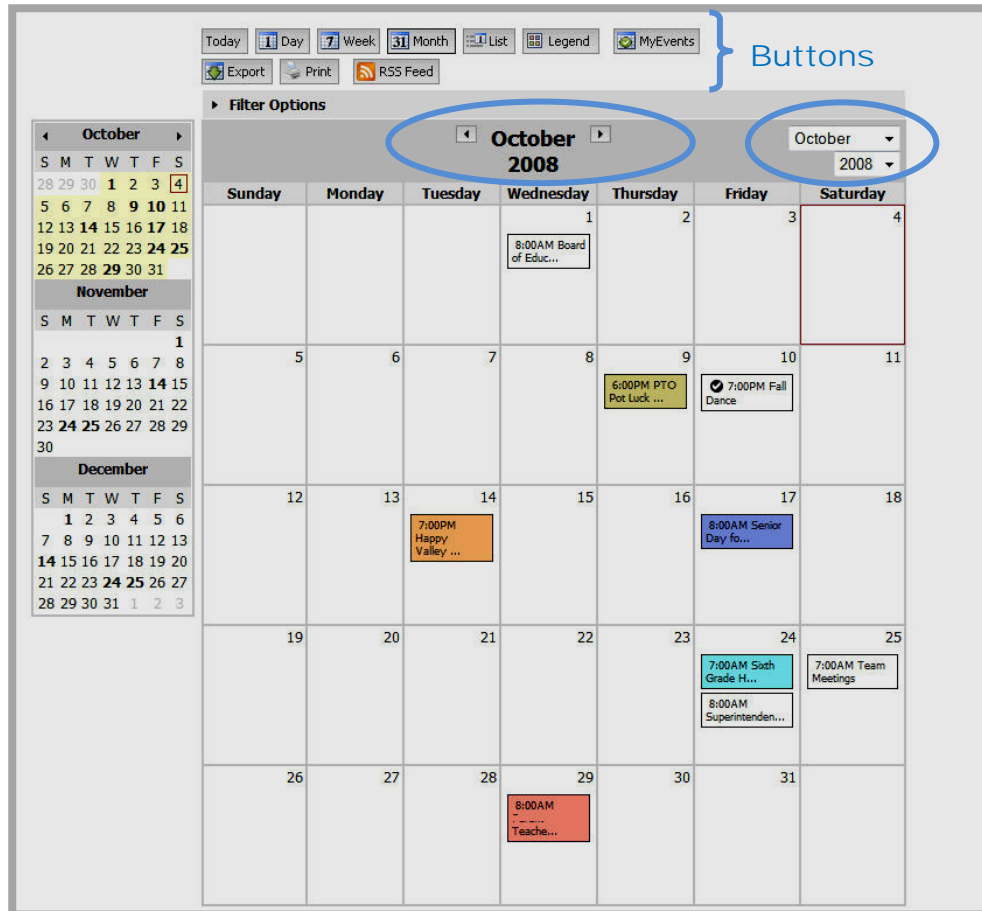 Today 1 Day 7 Week 31 Month List Legend MyEvents
Export Print RSS Feed
Buttons
Filter Options
October
S M T W T F S
28 29 30 1 2 3 4
5 6 7 8 9 10 11
12 13 14 15 16 17 18
19 20 21 22 23 24 25
26 27 28 29 30 31
November
S M T W T F S
1
2 3 4 5 6 7 8
9 10 11 12 13 14 15
16 17 18 19 20 21 22
23 24 25 26 27 28 29
30
December
S M T W T F S
1 2 3 4 5 6
7 8 9 10 11 12 13
14 15 16 17 18 19 20
21 22 23 24 25 26 27
28 29 30 31 1 2 3
October
2008
October
2008
Sunday Monday Tuesday Wednesday Thursday Friday Saturday
1 2 3 4
8:00AM Board
of Educ...
5 6 7 8 9 10 11
6:00PM PTO
Pot Luck ...
7:00PM Fall
Dance
12 13 14 15 16 17 18
7:00PM
Happy
Valley ...
8:00AM Senior
Day fo...
19 20 21 22 23 24 25
7:00AM Sixth
Grade H...
8:00AM
Superintenden...
7:00AM Team
Meetings
26 27 28 29 30 31
8:00AM
Teache...